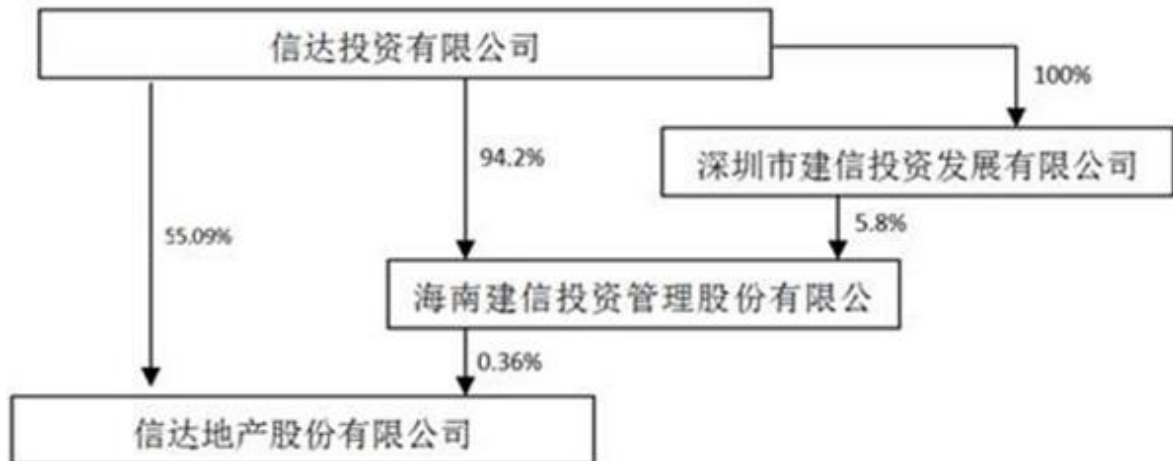 信达投资有限公司
100%
94.2%
深圳市建信投资发展有限公司
55.09%
5.8%
海南建信投资管理股份有限公
0.36%
信达地产股份有限公司